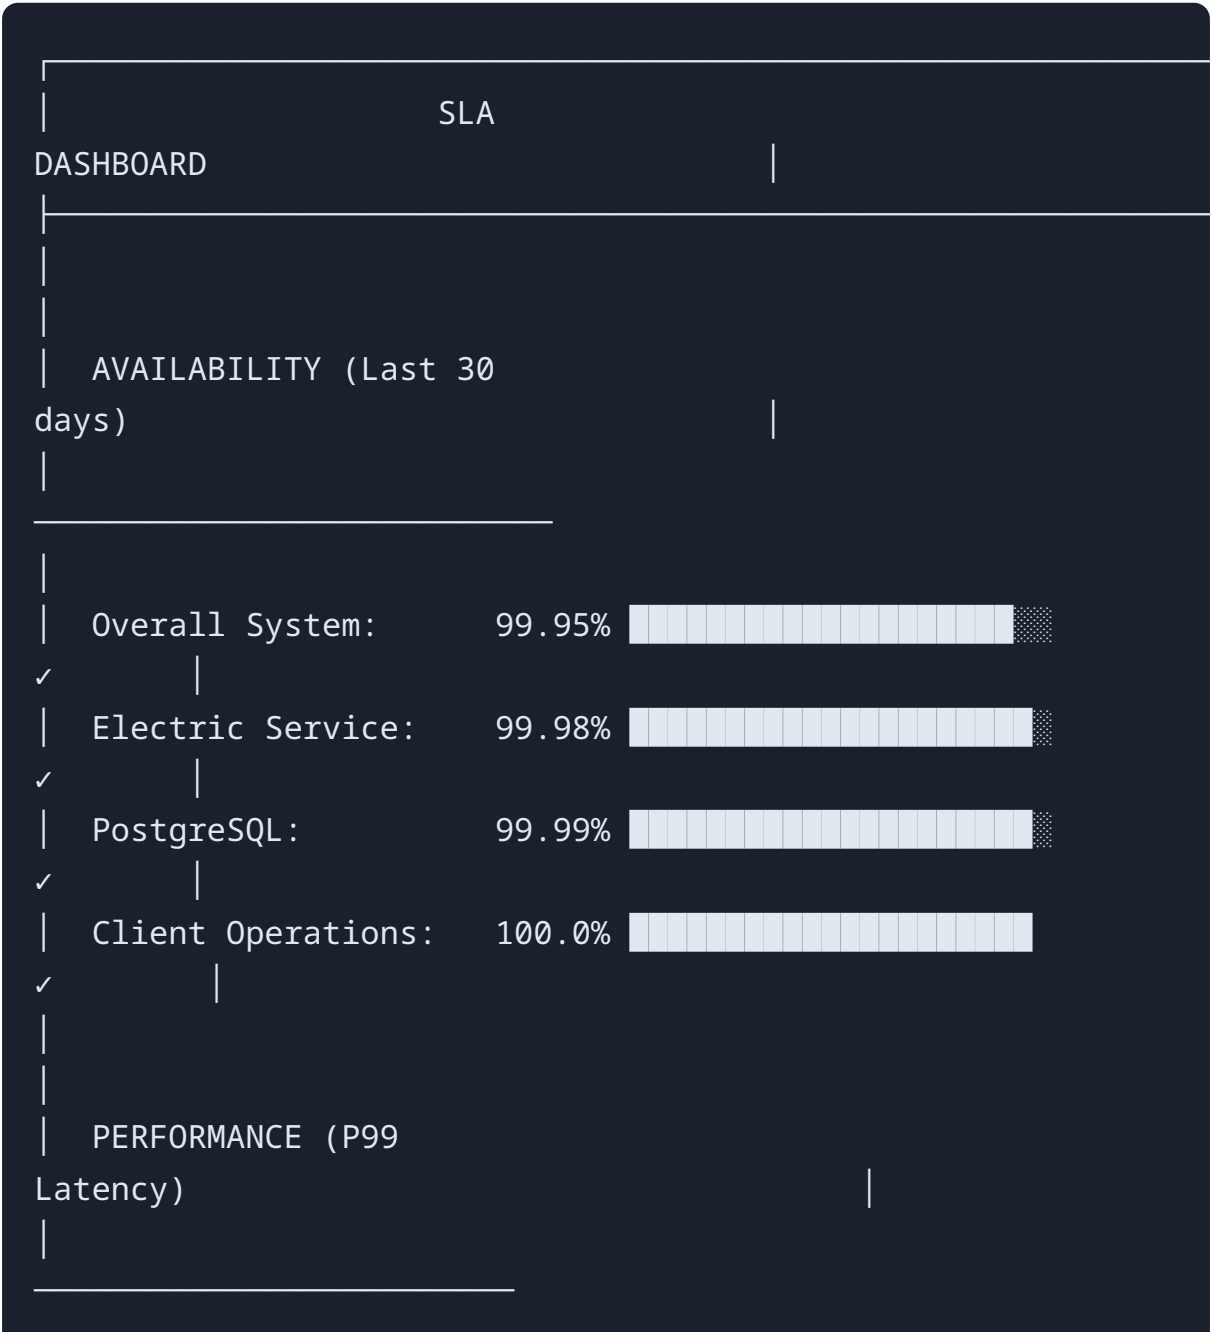 SLA
DASHBOARD
AVAILABILITY (Last 30
days)
Overall System: 99.95% ████████████████████░░
✓
Electric Service: 99.98% █████████████████████░
✓
PostgreSQL: 99.99% █████████████████████░
✓
Client Operations: 100.0% █████████████████████
✓
PERFORMANCE (P99
Latency)